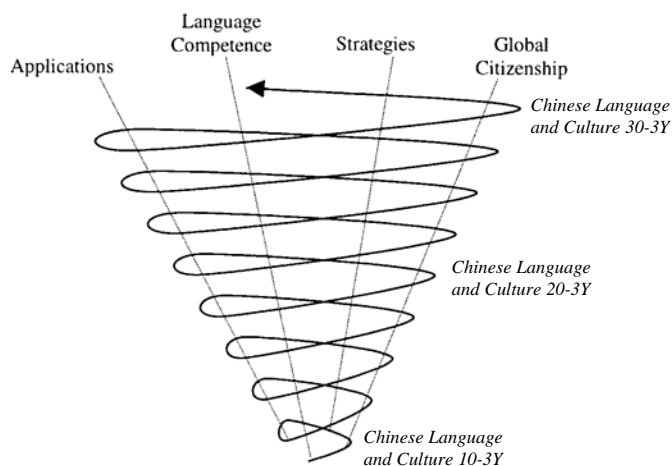 Applications
Language
Competence
Strategies
Global
Citizenship
Chinese Language
and Culture 30-3Y
Chinese Language
and Culture 20-3Y
Chinese Language
and Culture 10-3Y